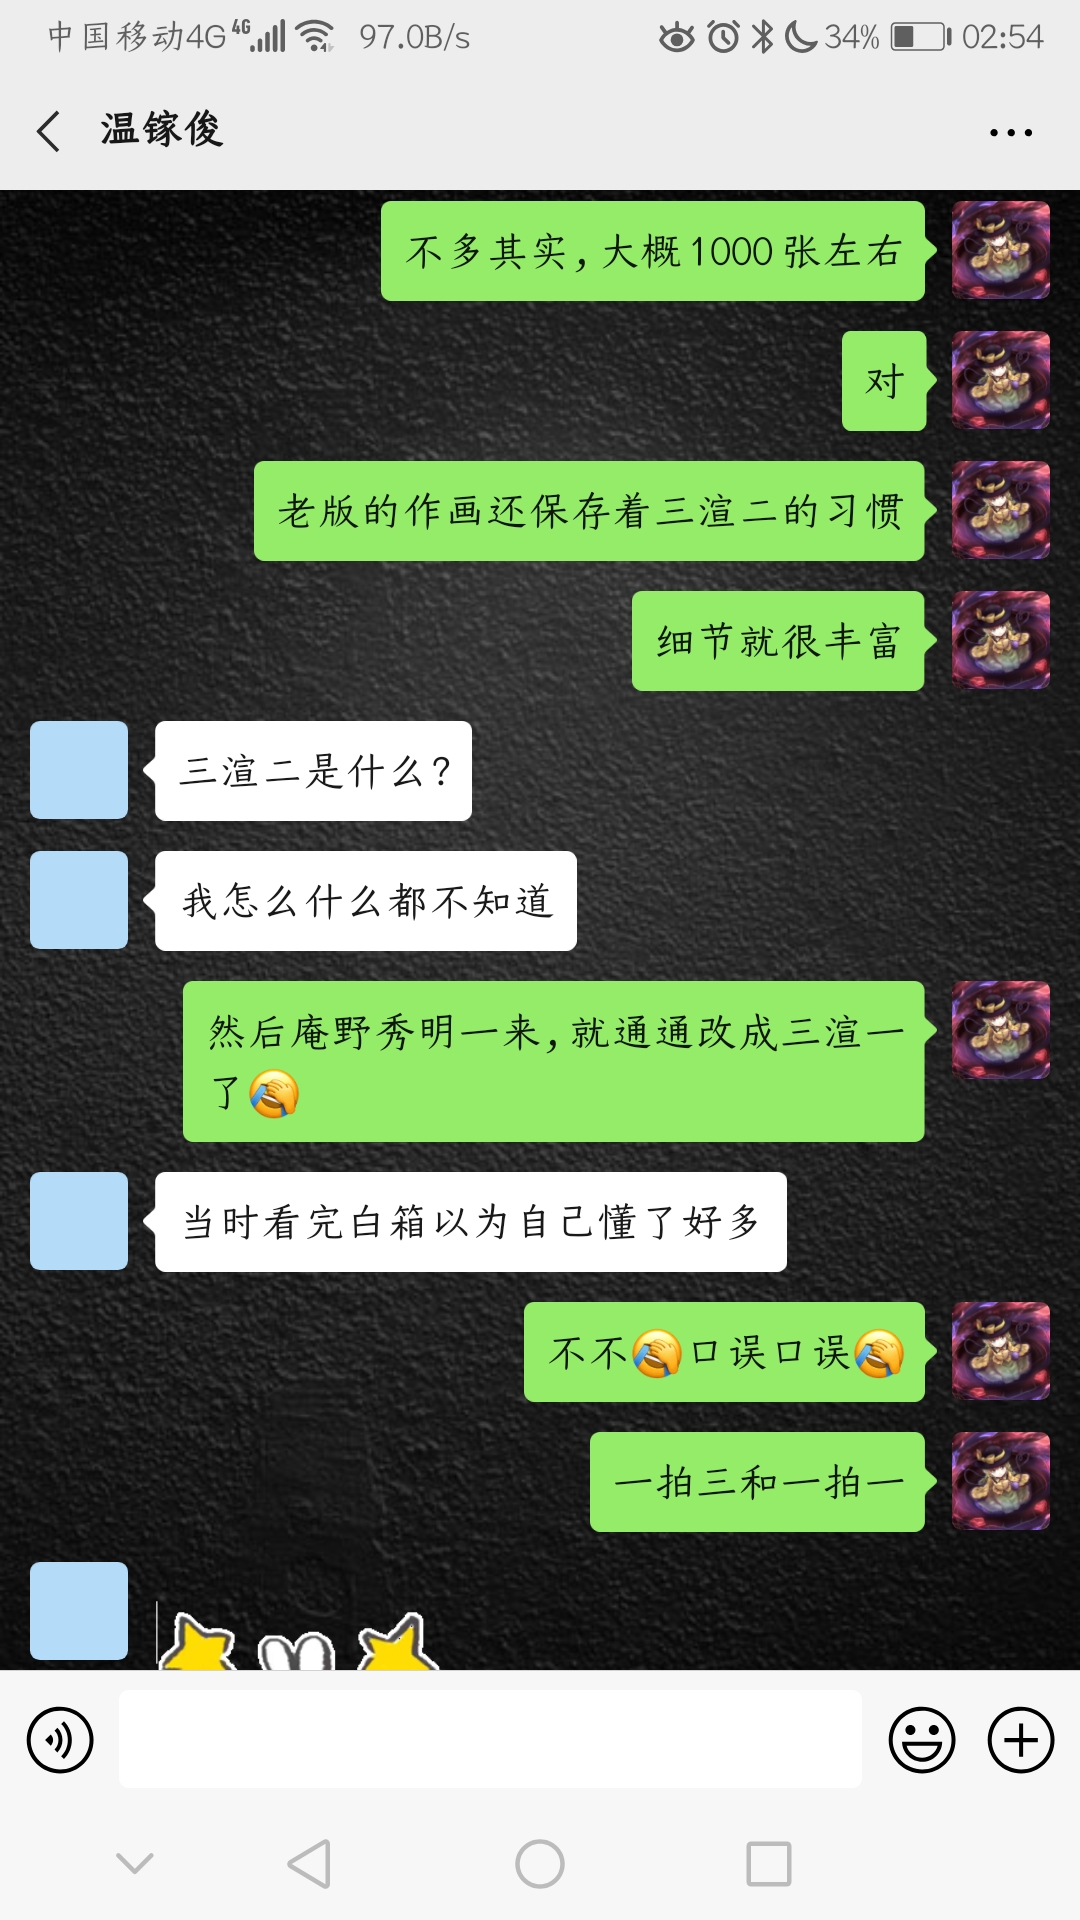 中国移动4G 4G 97.0B/s 34% 02:54
温镓俊
不多其实，大概1000张左右
对
老版的作画还保存着三渲二的习惯
细节就很丰富
三渲二是什么？
我怎么什么都不知道
然后庵野秀明一来，就通通改成三渲一
了🤦
当时看完白箱以为自己懂了好多
不不🤦口误口误🤦
一拍三和一拍一